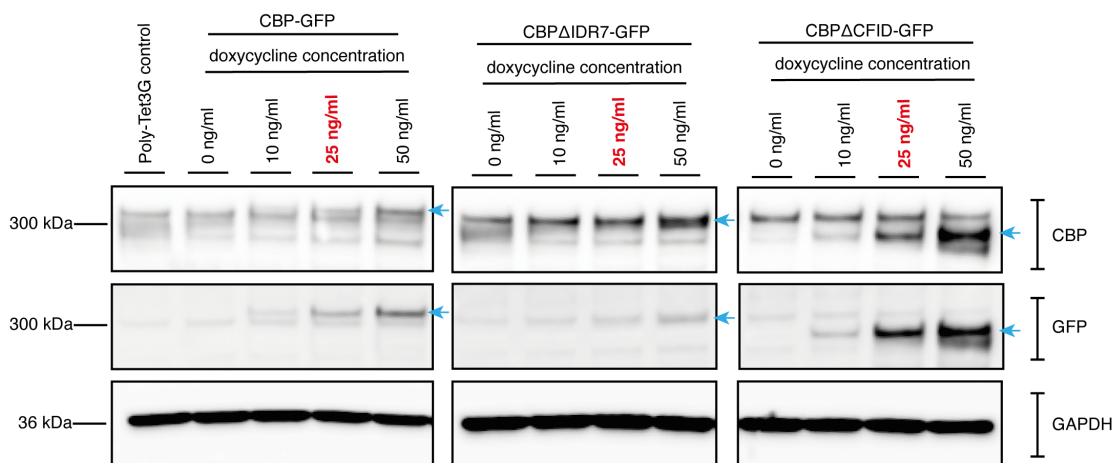 CBP-GFP
CBPΔIDR7-GFP
CBPΔCFID-GFP
doxycycline concentration
doxycycline concentration
doxycycline concentration
Poly-Tet3G control
0 ng/ml
10 ng/ml
25 ng/ml
50 ng/ml
0 ng/ml
10 ng/ml
25 ng/ml
50 ng/ml
0 ng/ml
10 ng/ml
25 ng/ml
50 ng/ml
300 kDa
CBP
300 kDa
GFP
36 kDa
GAPDH